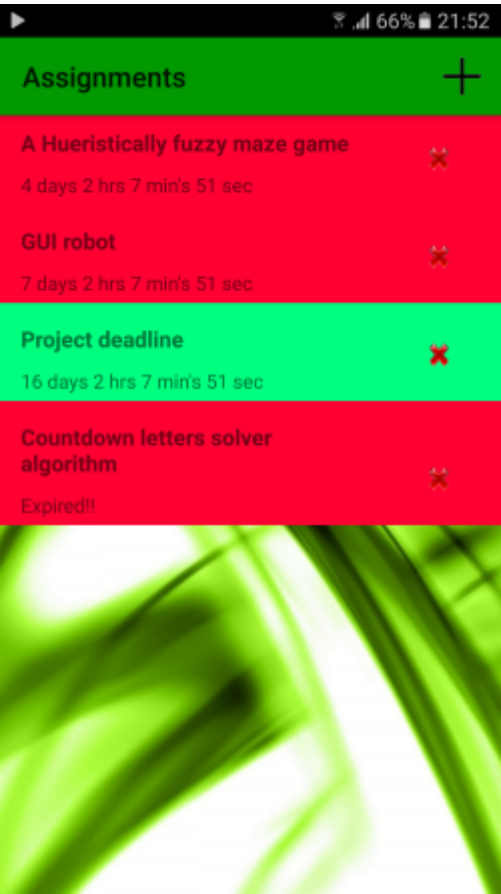 66% 21:52
Assignments
A Hueristically fuzzy maze game
4 days 2 hrs 7 min's 51 sec
GUI robot
7 days 2 hrs 7 min's 51 sec
Project deadline
16 days 2 hrs 7 min's 51 sec
Countdown letters solver
algorithm
Expired!!